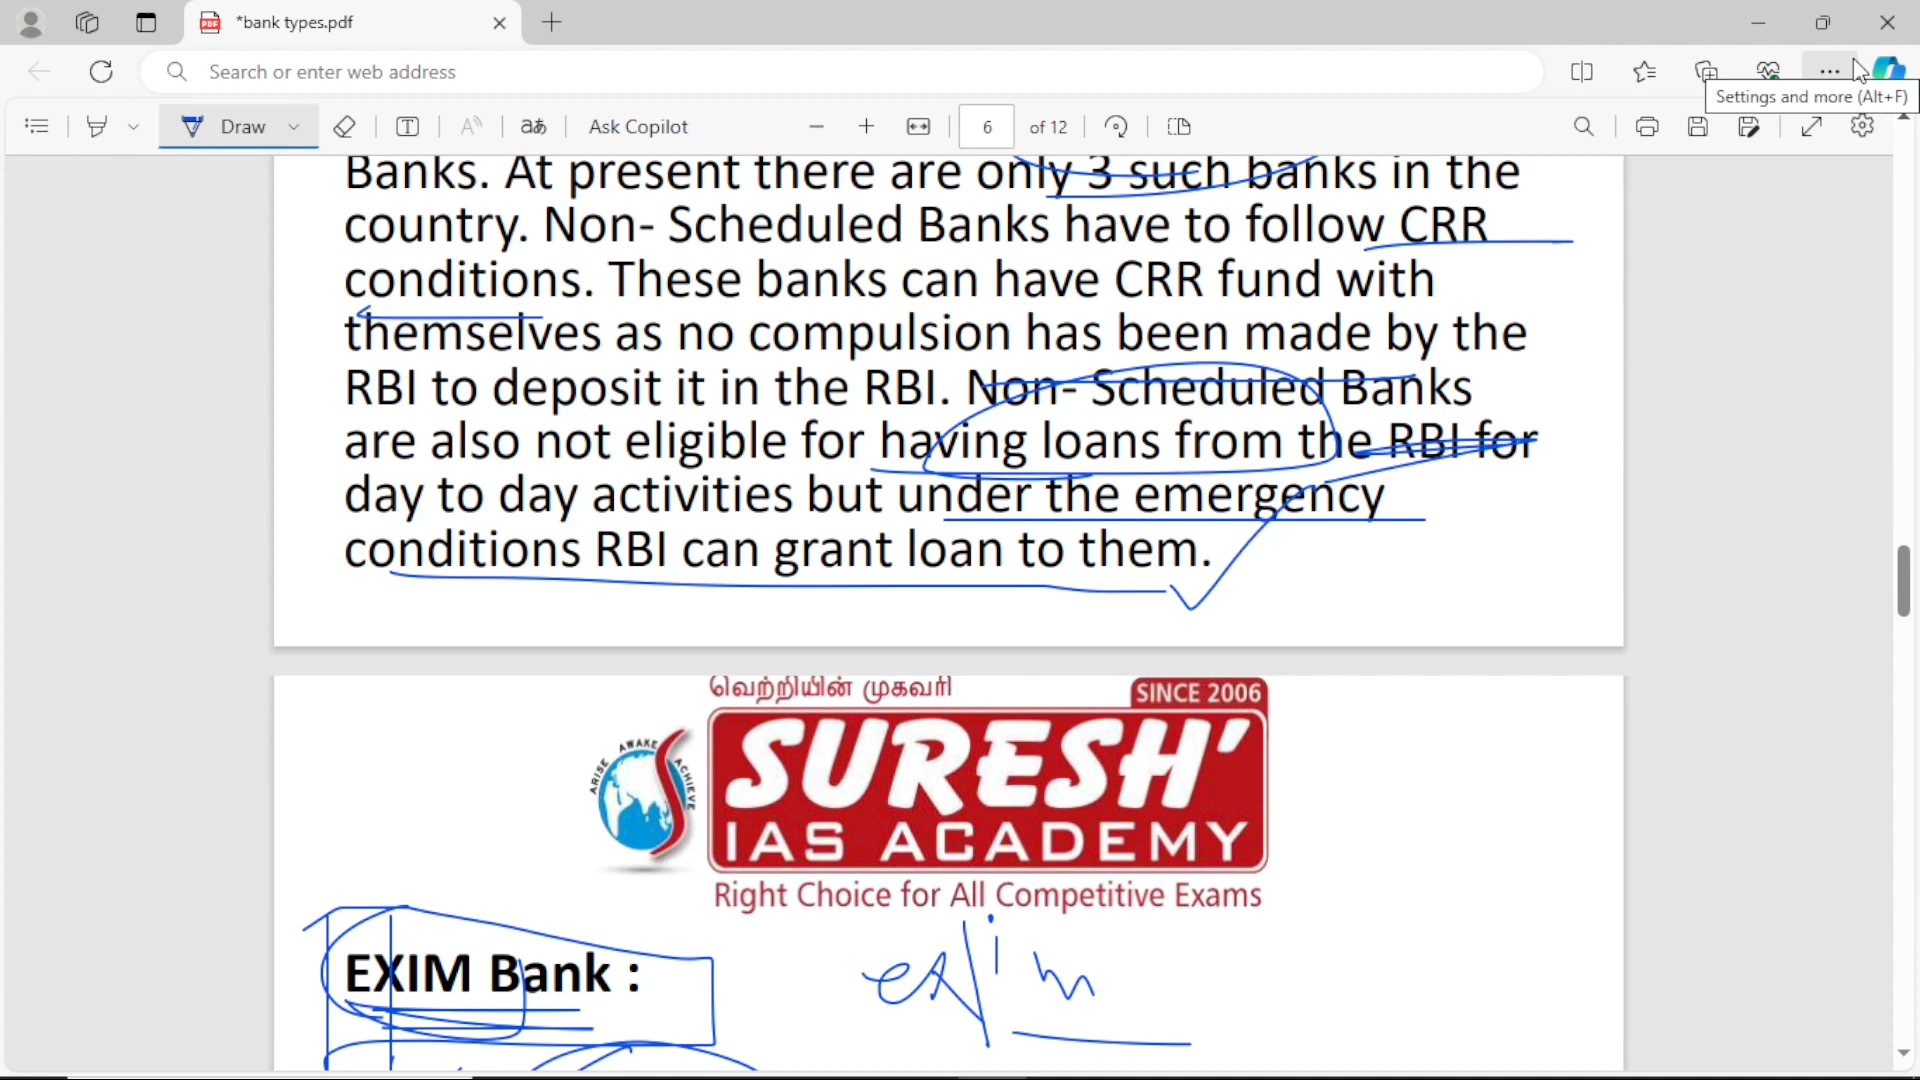 *bank types.pdf
Search or enter web address
Settings and more (Alt+F)
Draw
Ask Copilot
6 of 12
Banks. At present there are only 3 such banks in the
country. Non- Scheduled Banks have to follow CRR
conditions. These banks can have CRR fund with
themselves as no compulsion has been made by the
RBI to deposit it in the RBI. Non- Scheduled Banks
are also not eligible for having loans from the RBI for
day to day activities but under the emergency
conditions RBI can grant loan to them.
வெற்றியின் முகவரி
SINCE 2006
ARISE AWAKE ACHIEVE
SURESH'
IAS ACADEMY
Right Choice for All Competitive Exams
EXIM Bank :
exim